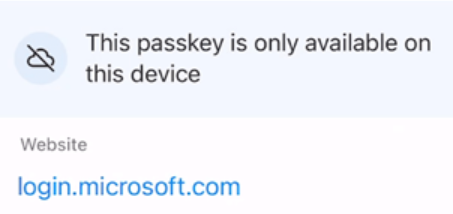 This passkey is only available on
this device
Website
login.microsoft.com